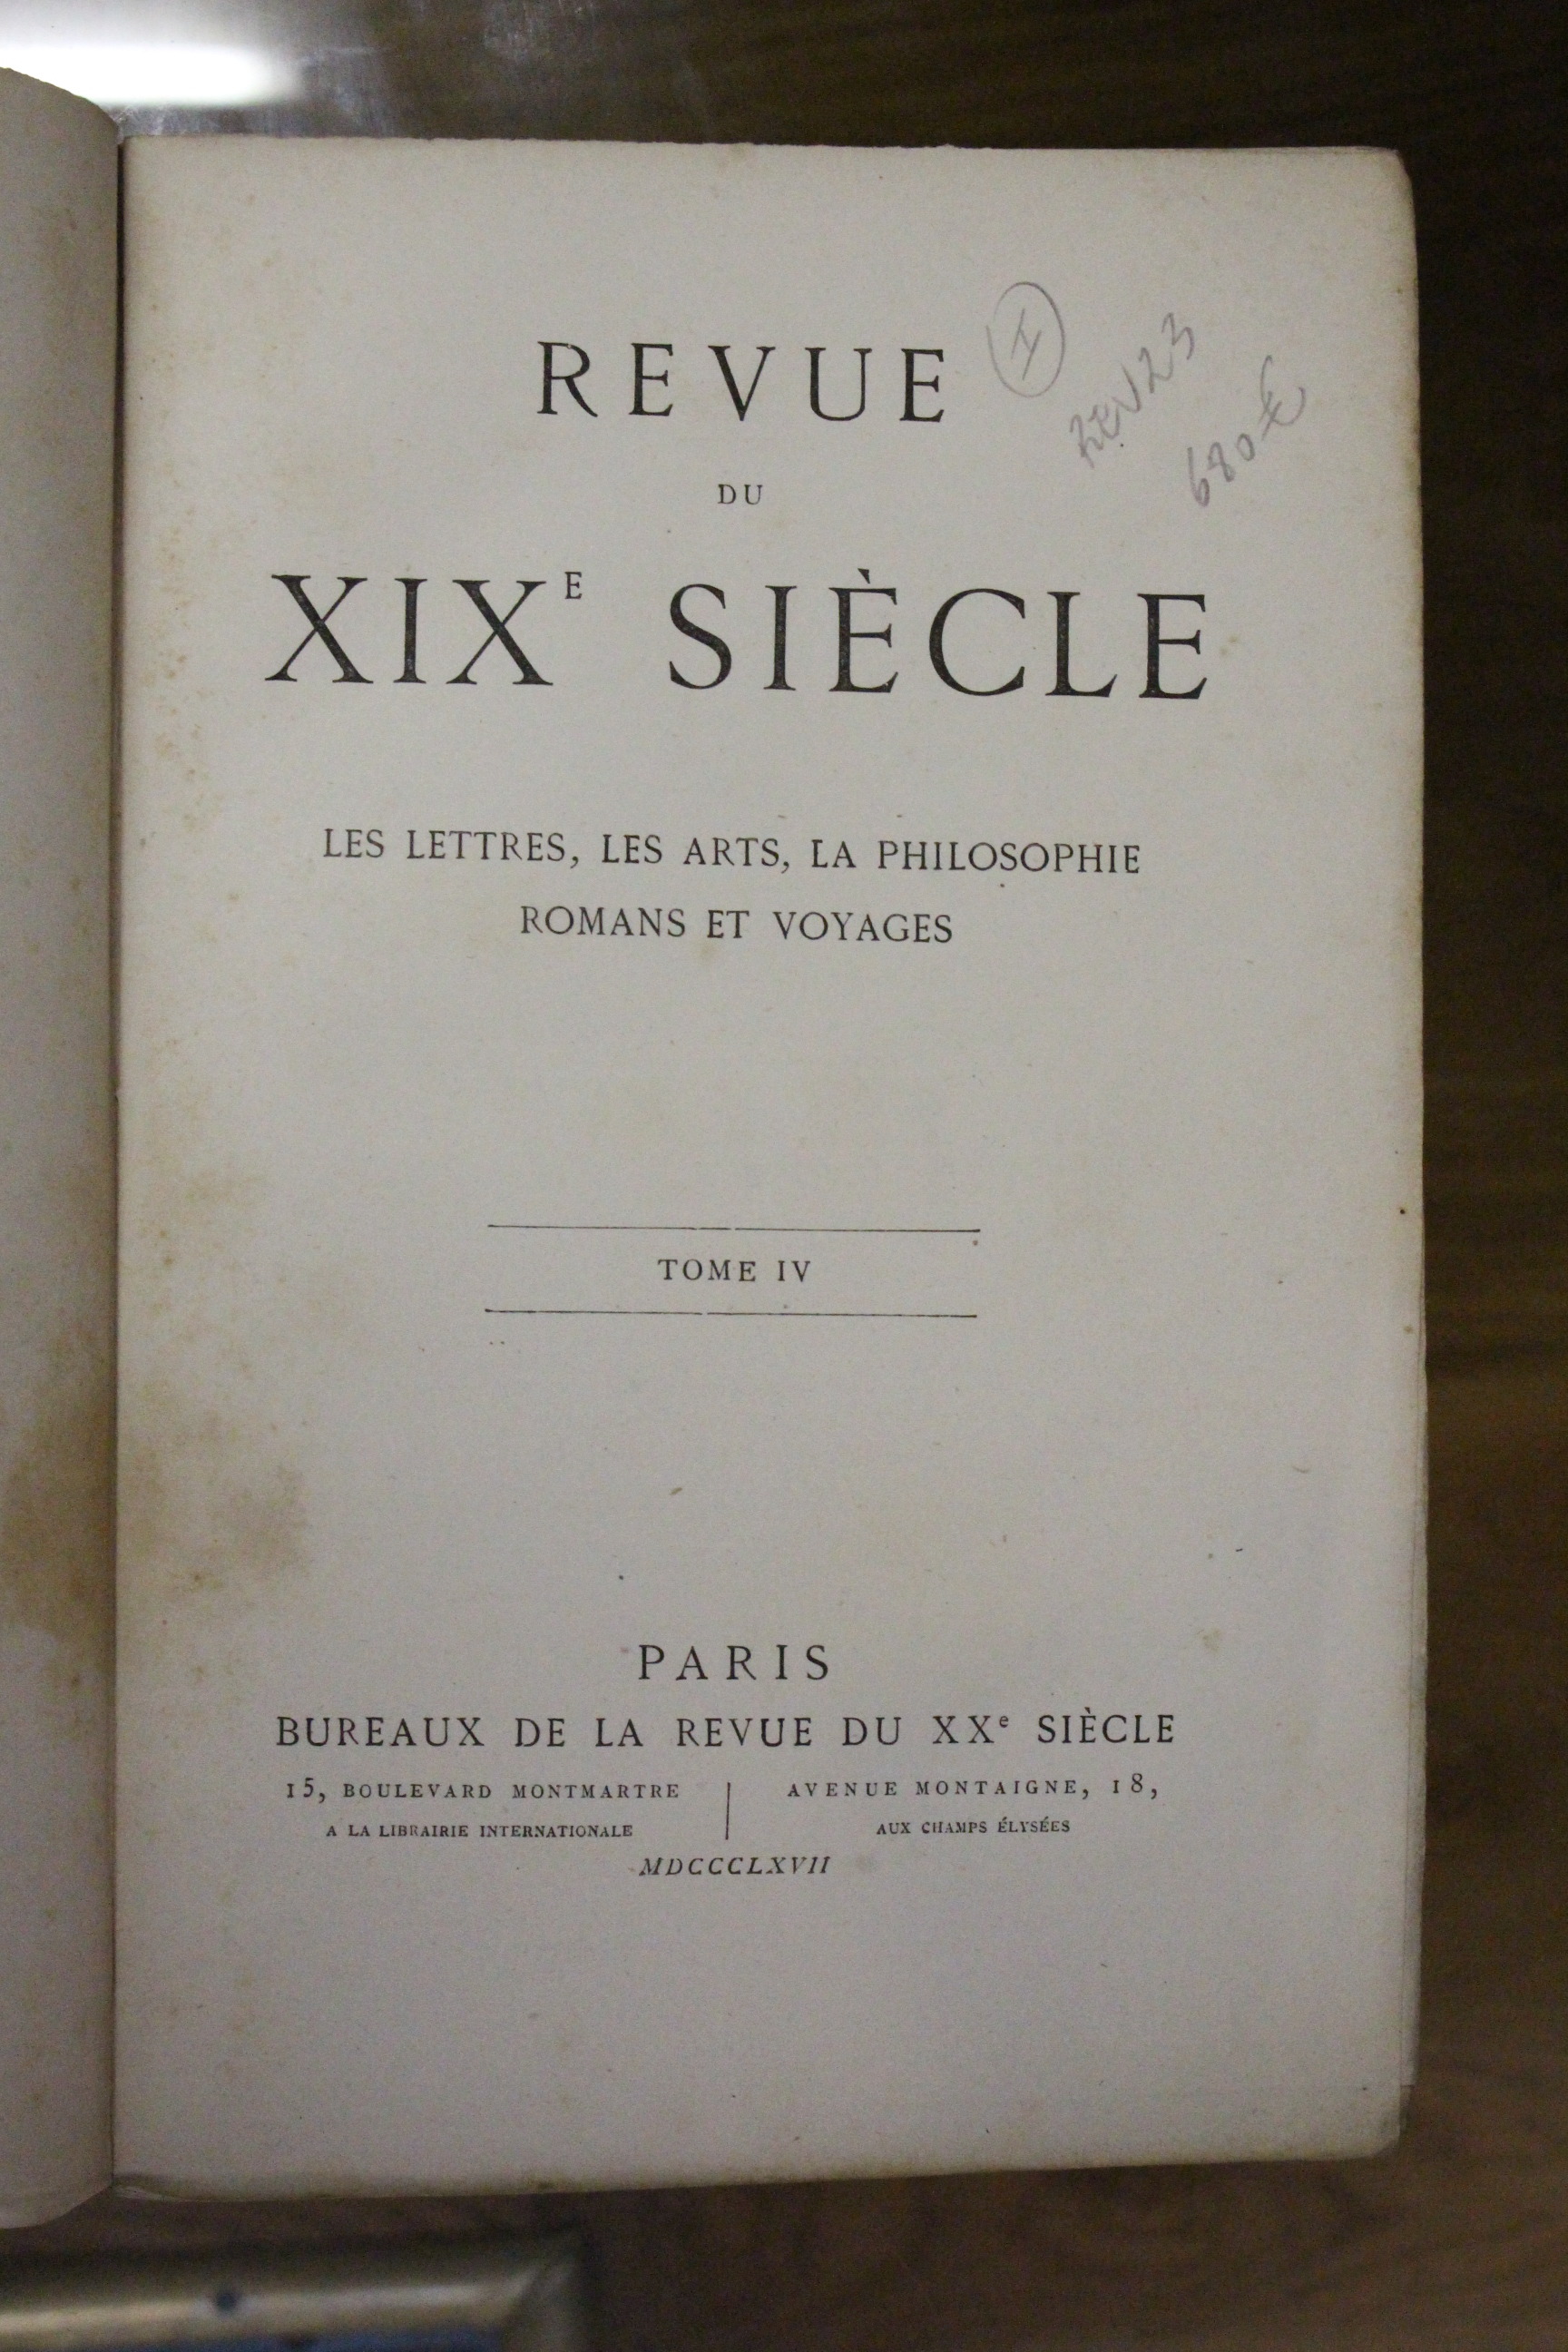 REVUE
DU
XIXE SIÈCLE
LES LETTRES, LES ARTS, LA PHILOSOPHIE
ROMANS ET VOYAGES
TOME IV
PARIS
BUREAUX DE LA REVUE DU XXe SIÈCLE
15, BOULEVARD MONTMARTRE
A LA LIBRAIRIE INTERNATIONALE
AVENUE MONTAIGNE, 18,
AUX CHAMPS ÉLYSÉES
MDCCCLXVII
680 €